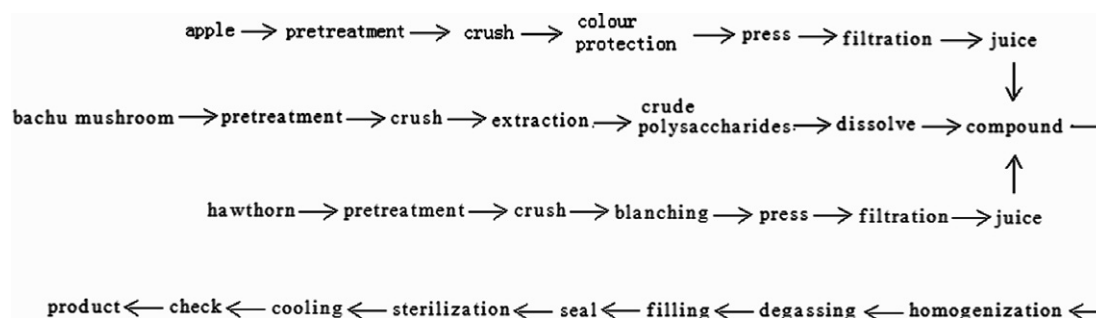 apple → pretreatment → crush → colour protection → press → filtration → juice
bachu mushroom → pretreatment → crush → extraction → crude polysaccharides → dissolve → compound
hawthorn → pretreatment → crush → blanching → press → filtration → juice
product ← check ← cooling ← sterilization ← seal ← filling ← degassing ← homogenization ←